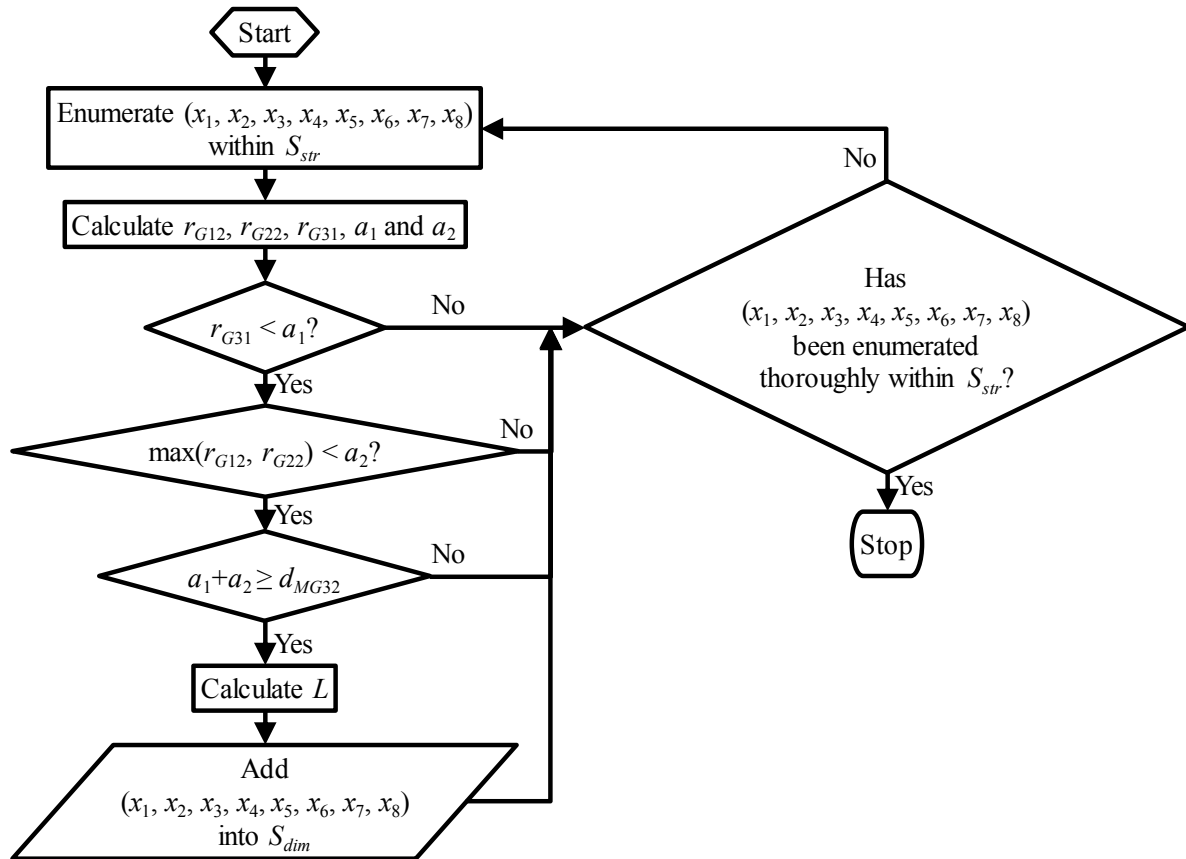 Start
Enumerate (x1, x2, x3, x4, x5, x6, x7, x8)
within Sstr
Calculate rG12, rG22, rG31, a1 and a2
rG31 < a1?
No
Yes
max(rG12, rG22) < a2?
No
Yes
a1+a2 ≥ dMG32
No
Yes
Calculate L
Add
(x1, x2, x3, x4, x5, x6, x7, x8)
into Sdim
No
Has
(x1, x2, x3, x4, x5, x6, x7, x8)
been enumerated
thoroughly within Sstr?
Yes
Stop